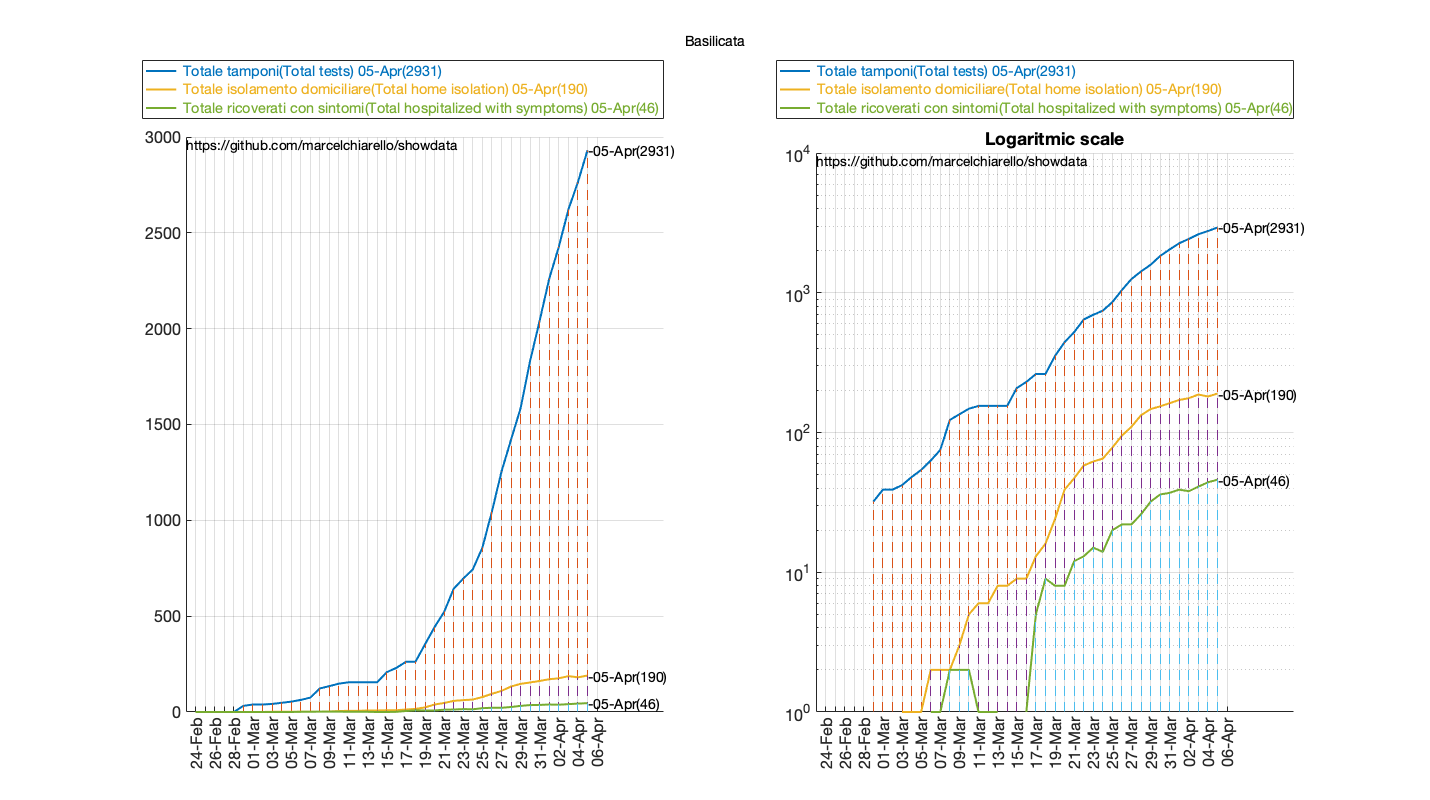 Basilicata
Totale tamponi(Total tests) 05-Apr(2931)
Totale isolamento domiciliare(Total home isolation) 05-Apr(190)
Totale ricoverati con sintomi(Total hospitalized with symptoms) 05-Apr(46)
https://github.com/marcelchiarello/showdata
3000
2500
2000
1500
1000
500
0
-05-Apr(2931)
-05-Apr(190)
-05-Apr(46)
24-Feb
26-Feb
28-Feb
01-Mar
03-Mar
05-Mar
07-Mar
09-Mar
11-Mar
13-Mar
15-Mar
17-Mar
19-Mar
21-Mar
23-Mar
25-Mar
27-Mar
29-Mar
31-Mar
02-Apr
04-Apr
06-Apr
Totale tamponi(Total tests) 05-Apr(2931)
Totale isolamento domiciliare(Total home isolation) 05-Apr(190)
Totale ricoverati con sintomi(Total hospitalized with symptoms) 05-Apr(46)
Logaritmic scale
https://github.com/marcelchiarello/showdata
10^4
10^3
10^2
10^1
10^0
-05-Apr(2931)
-05-Apr(190)
-05-Apr(46)
24-Feb
26-Feb
28-Feb
01-Mar
03-Mar
05-Mar
07-Mar
09-Mar
11-Mar
13-Mar
15-Mar
17-Mar
19-Mar
21-Mar
23-Mar
25-Mar
27-Mar
29-Mar
31-Mar
02-Apr
04-Apr
06-Apr